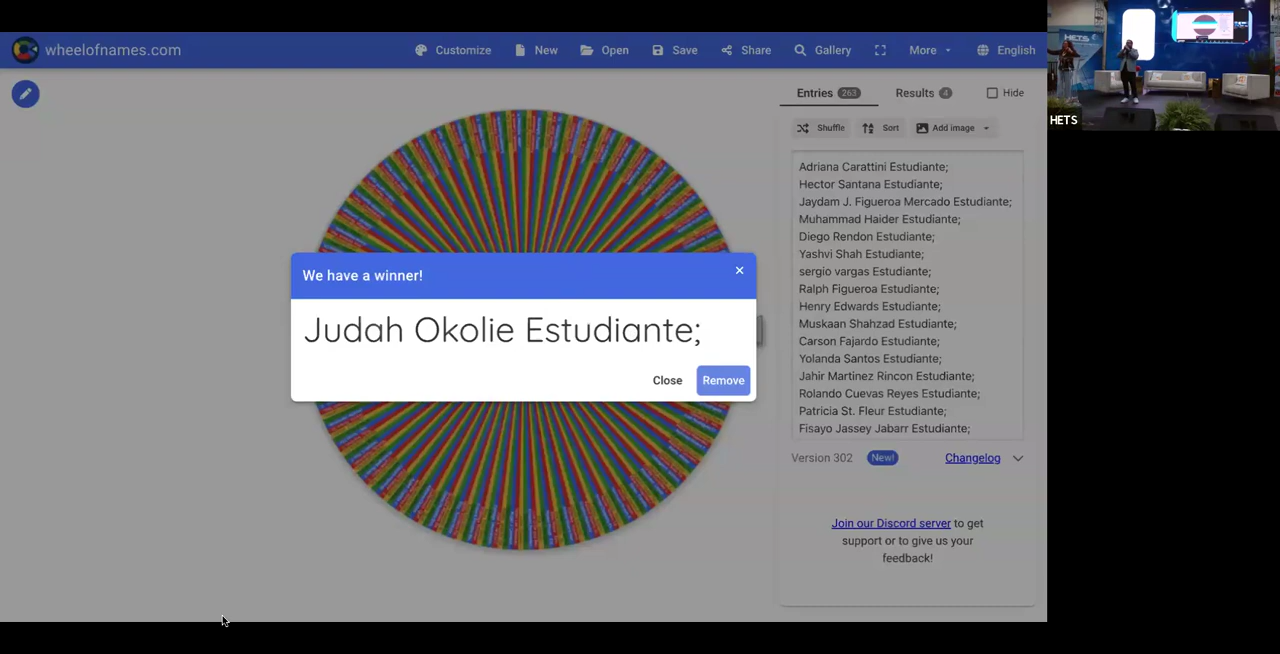 wheelofnames.com
Customize
New
Open
Save
Share
Gallery
More
English
HETS
Entries 263
Results 4
Hide
Shuffle
Sort
Add image
Adriana Carattini Estudiante;
Hector Santana Estudiante;
Jaydam J. Figueroa Mercado Estudiante;
Muhammad Haider Estudiante;
Diego Rendon Estudiante;
Yashvi Shah Estudiante;
sergio vargas Estudiante;
Ralph Figueroa Estudiante;
Henry Edwards Estudiante;
Muskaan Shahzad Estudiante;
Carson Fajardo Estudiante;
Yolanda Santos Estudiante;
Jahir Martinez Rincon Estudiante;
Rolando Cuevas Reyes Estudiante;
Patricia St. Fleur Estudiante;
Fisayo Jassey Jabarr Estudiante;
We have a winner!
Judah Okolie Estudiante;
Close
Remove
Version 302
New!
Changelog
Join our Discord server to get
support or to give us your
feedback!
HETS